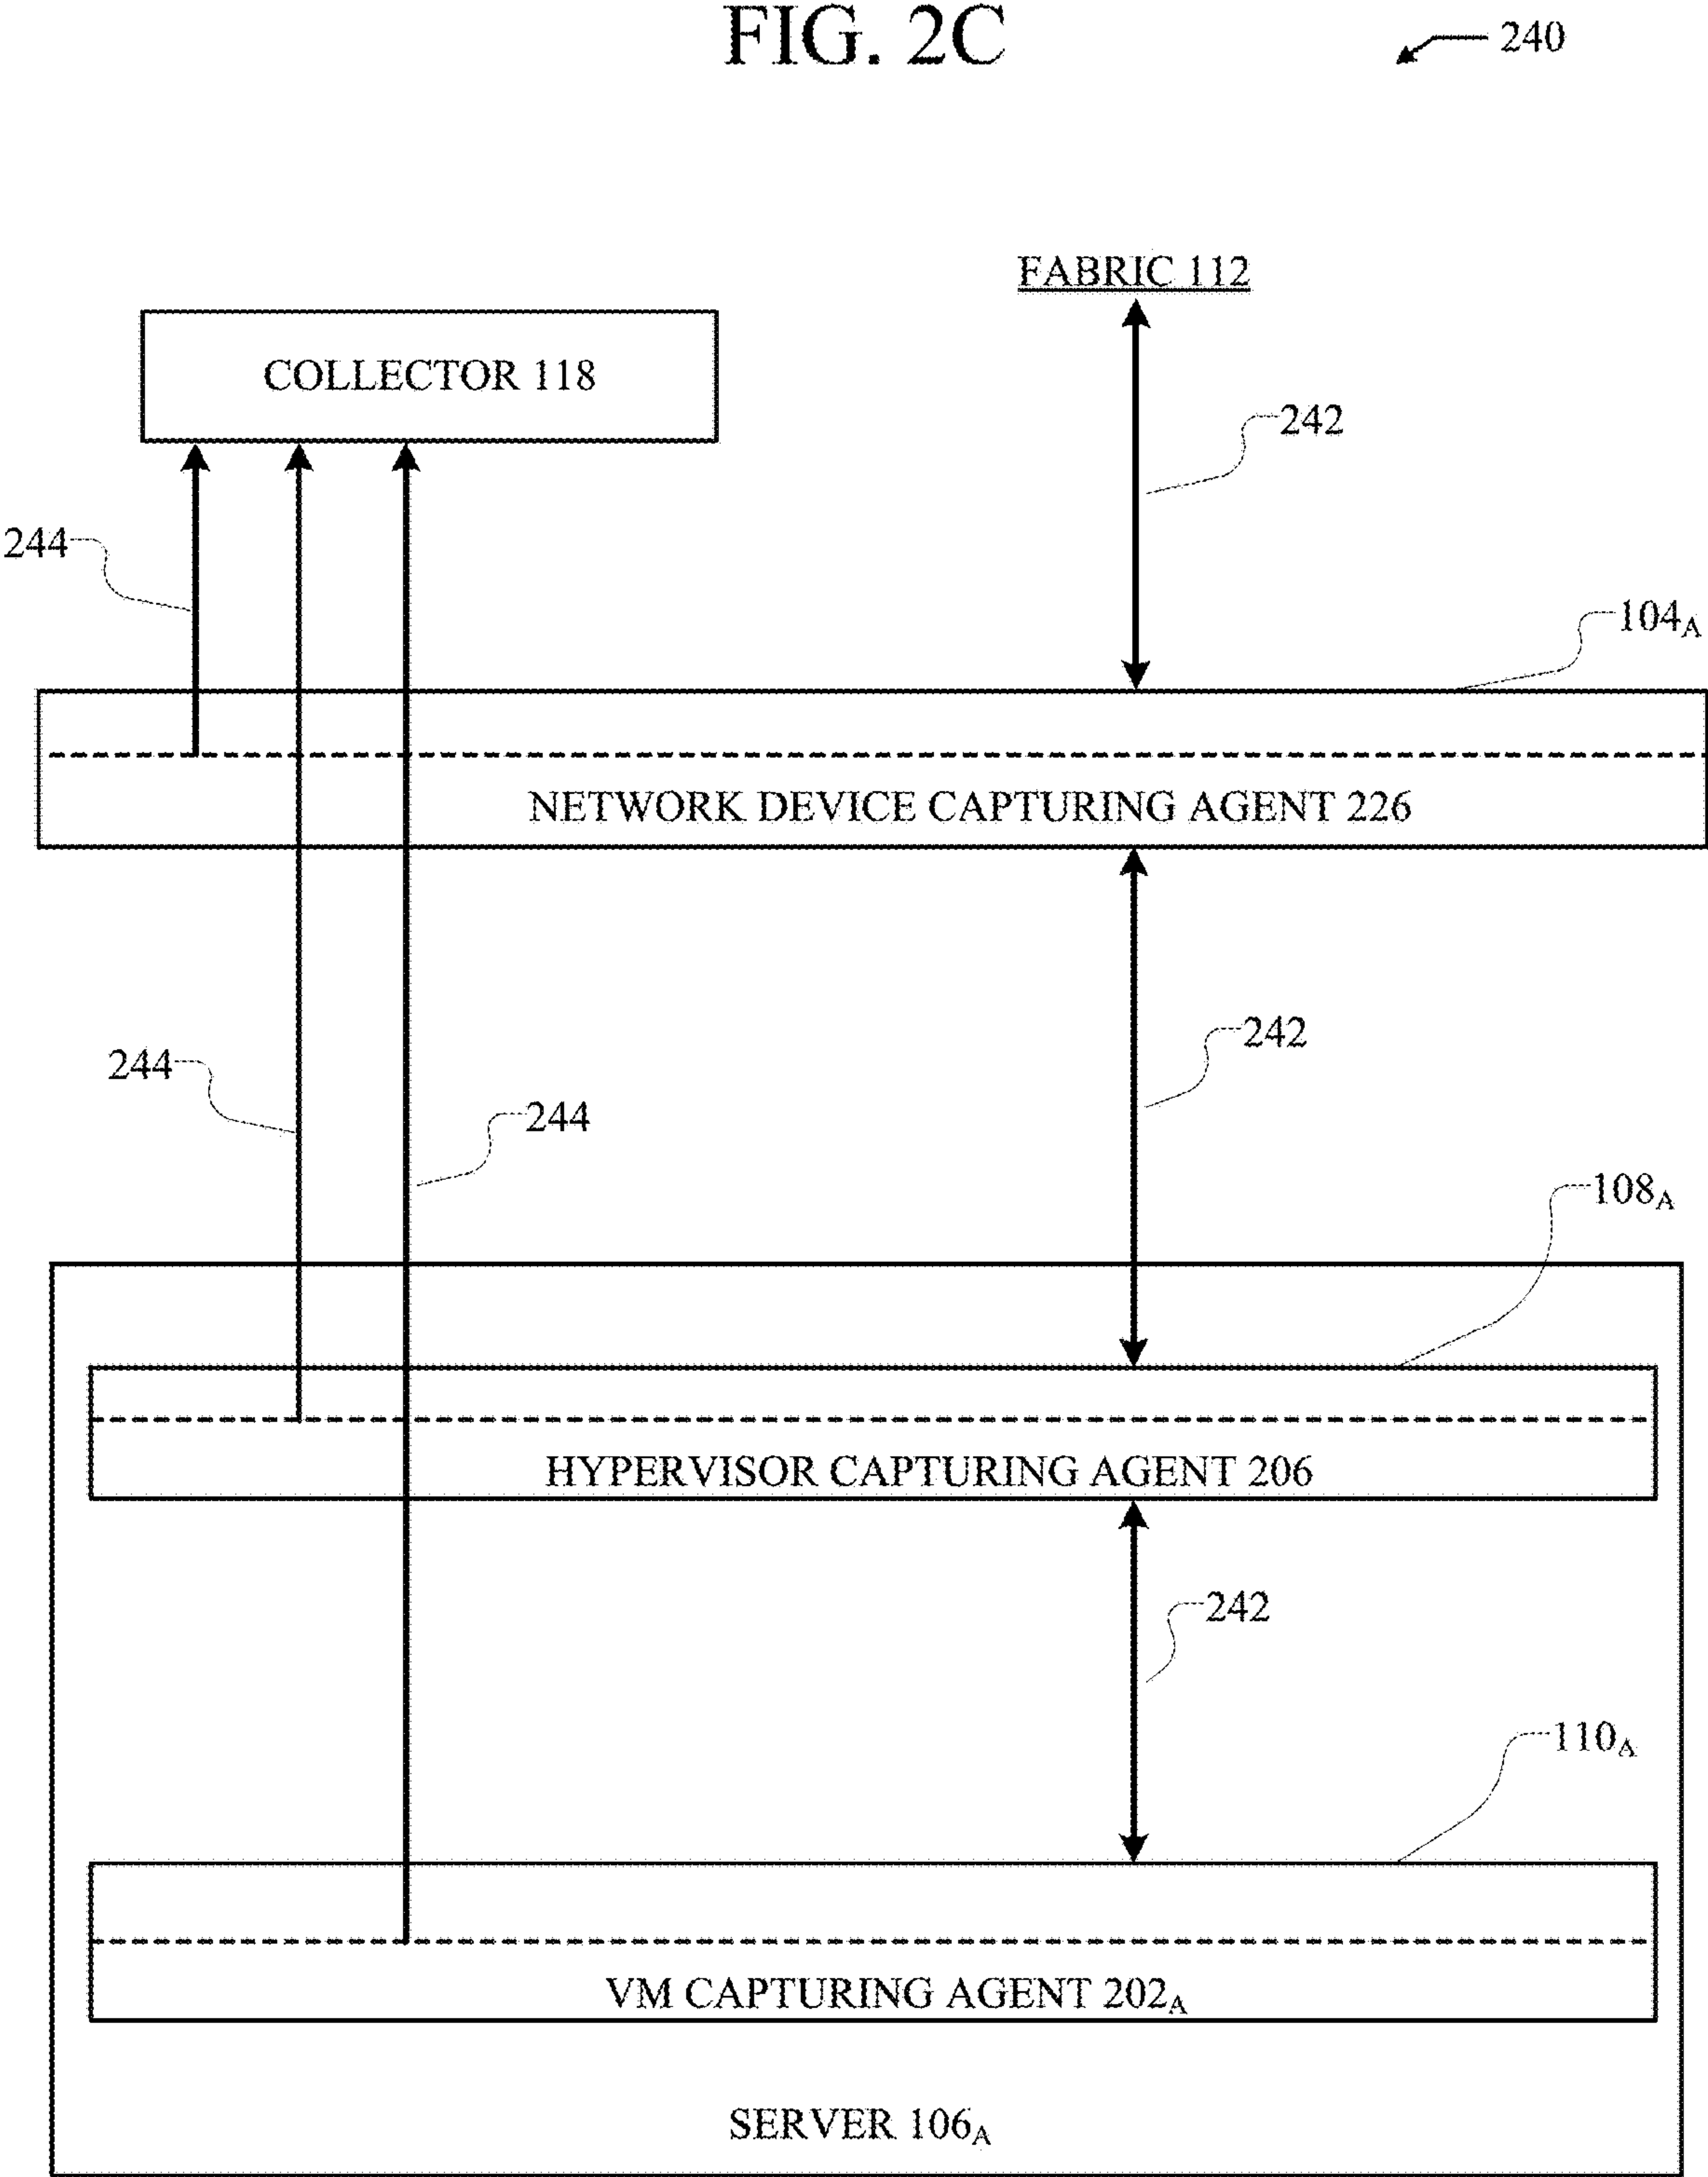 FIG. 2C
240
FABRIC 112
COLLECTOR 118
242
244
104A
NETWORK DEVICE CAPTURING AGENT 226
242
244
244
108A
HYPERVISOR CAPTURING AGENT 206
242
110A
VM CAPTURING AGENT 202A
SERVER 106A